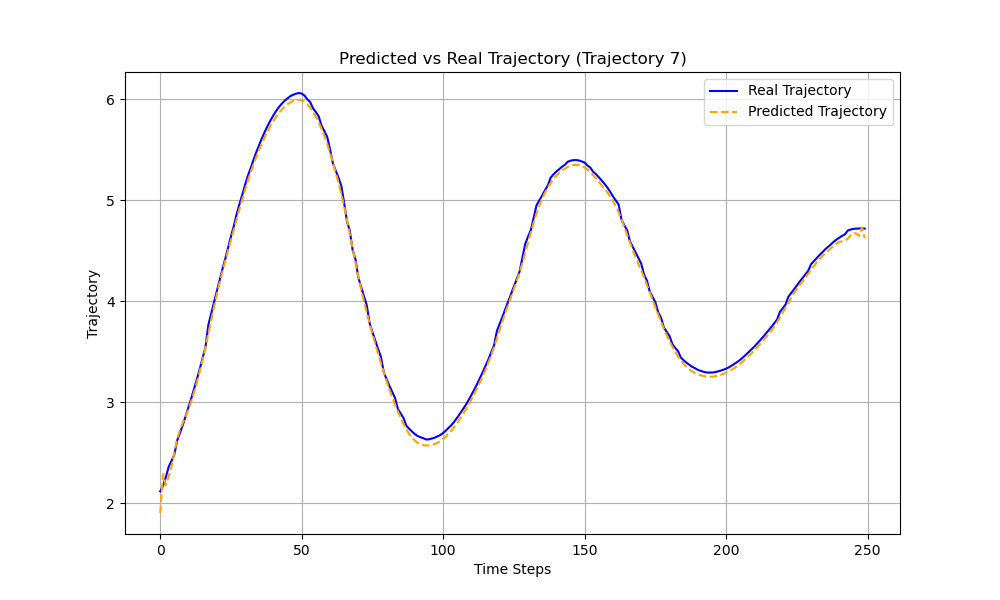 Predicted vs Real Trajectory (Trajectory 7)
Real Trajectory
Predicted Trajectory
6
5
4
3
2
Trajectory
0 50 100 150 200 250
Time Steps